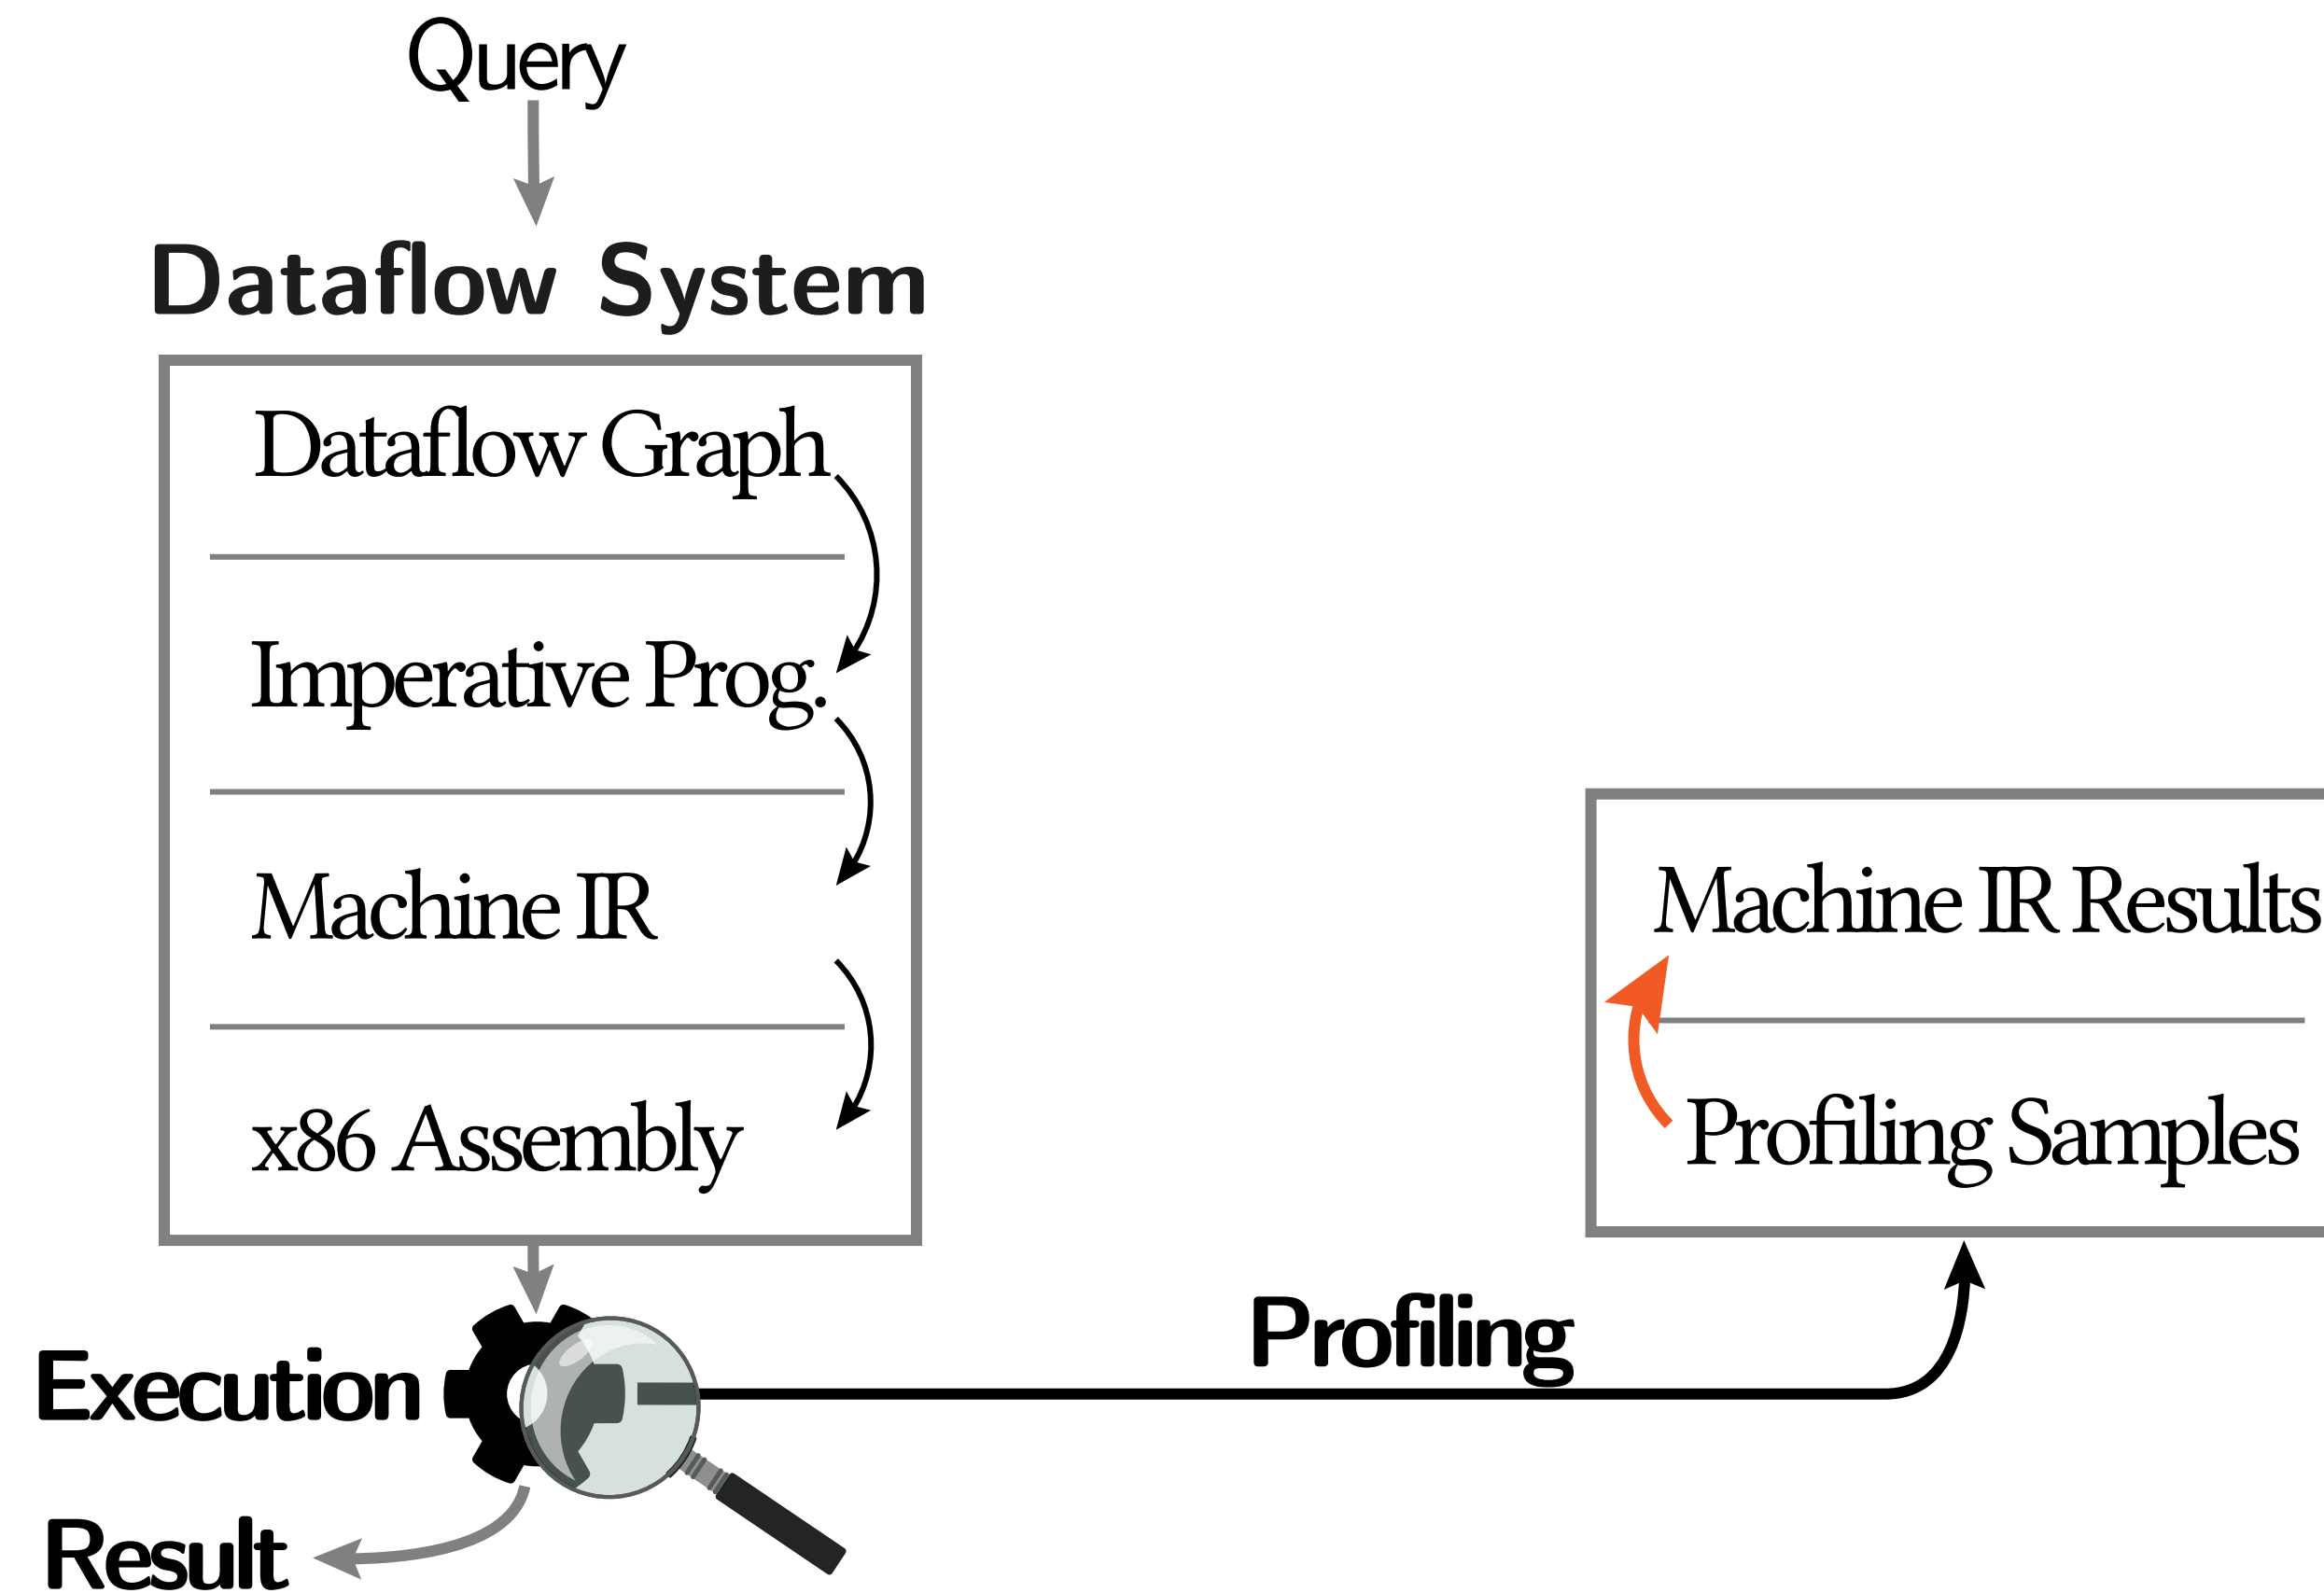 Query
Dataflow System
Dataflow Graph
Imperative Prog.
Machine IR
x86 Assembly
Machine IR Results
Profiling Samples
Profiling
Execution
Result